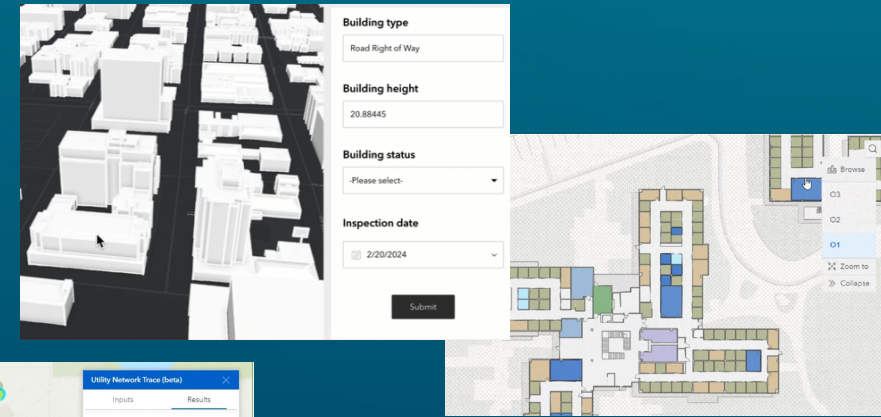 Building type
Road Right of Way
Building height
20.88445
Building status
-Please select-
Inspection date
2/20/2024
Submit
Browse
O3
O2
O1
Zoom to
Collapse
Utility Network Trace (beta)
Inputs
Results